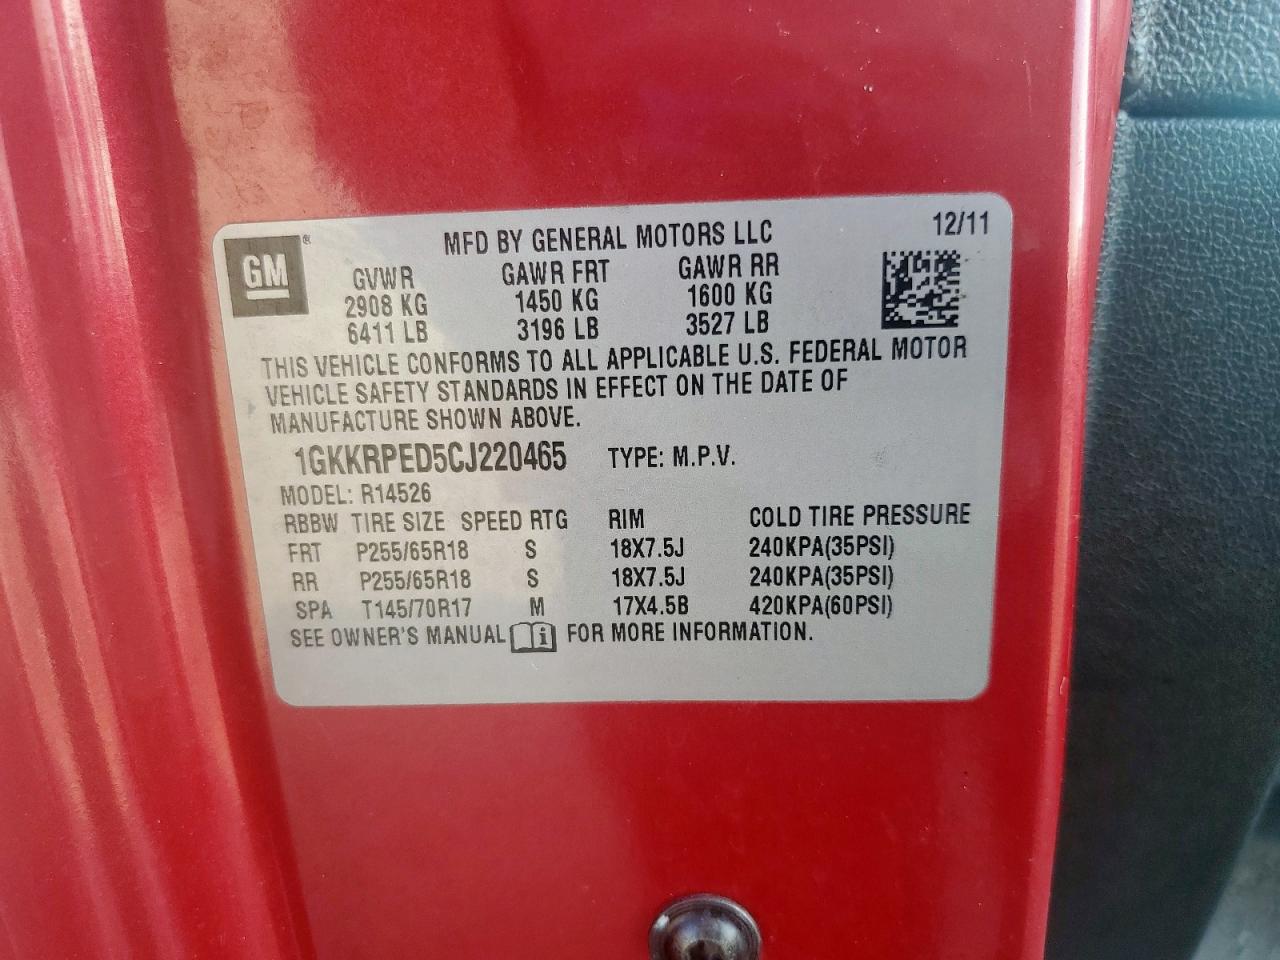 GM ®
MFD BY GENERAL MOTORS LLC 12/11
GVWR GAWR FRT GAWR RR
2908 KG 1450 KG 1600 KG
6411 LB 3196 LB 3527 LB
THIS VEHICLE CONFORMS TO ALL APPLICABLE U.S. FEDERAL MOTOR
VEHICLE SAFETY STANDARDS IN EFFECT ON THE DATE OF
MANUFACTURE SHOWN ABOVE.
1GKKRPED5CJ220465 TYPE: M.P.V.
MODEL: R14526
RBBW TIRE SIZE SPEED RTG RIM COLD TIRE PRESSURE
FRT P255/65R18 S 18X7.5J 240KPA(35PSI)
RR P255/65R18 S 18X7.5J 240KPA(35PSI)
SPA T145/70R17 M 17X4.5B 420KPA(60PSI)
SEE OWNER'S MANUAL i FOR MORE INFORMATION.